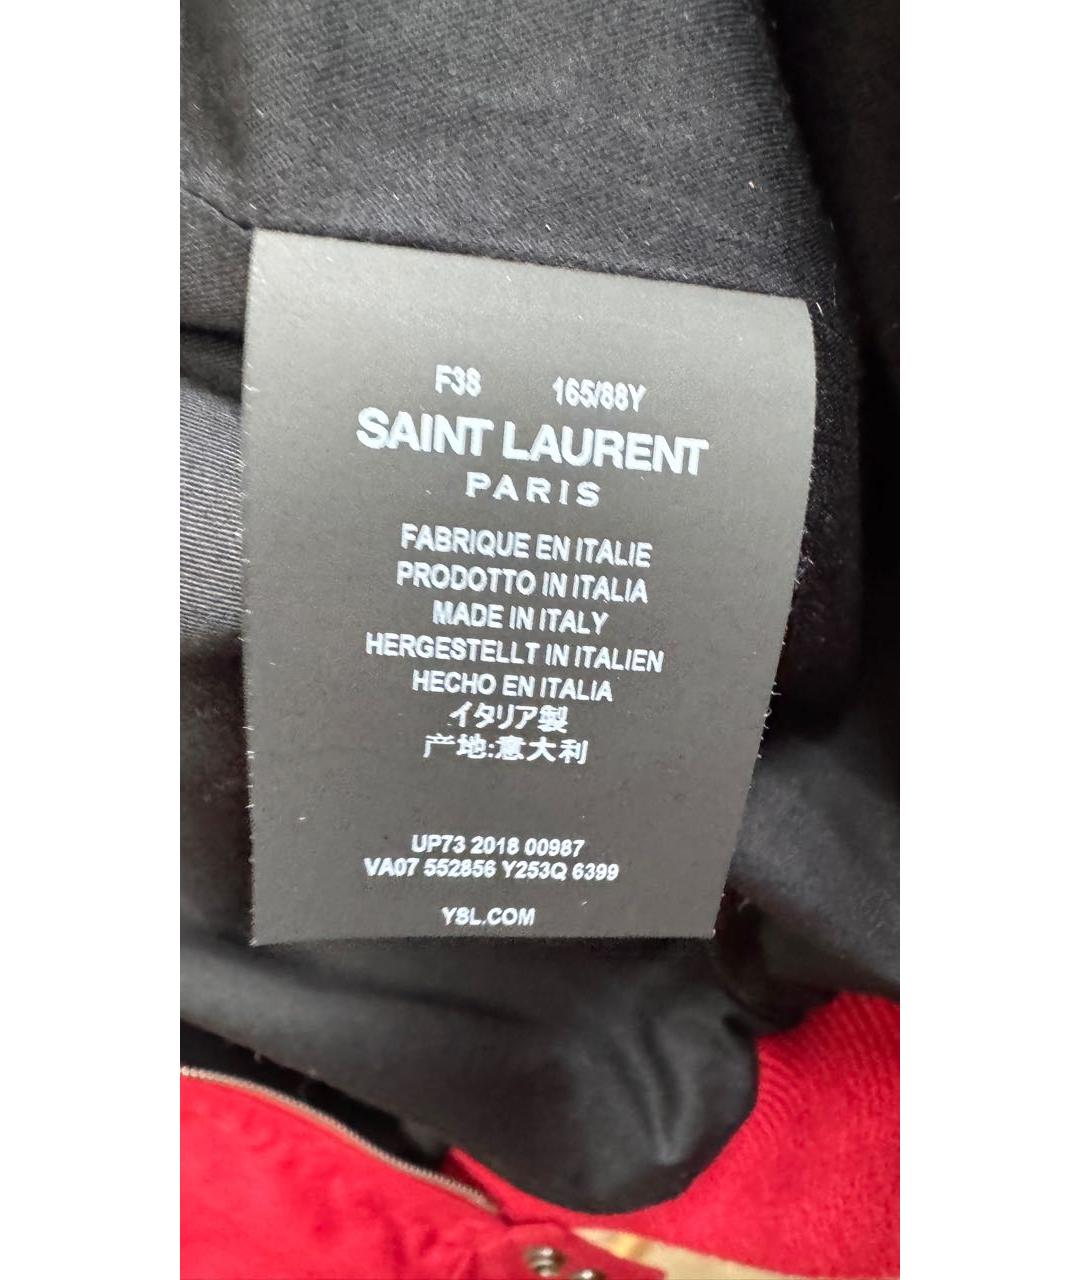 F38 165/88Y
SAINT LAURENT
PARIS
FABRIQUE EN ITALIE
PRODOTTO IN ITALIA
MADE IN ITALY
HERGESTELLT IN ITALIEN
HECHO EN ITALIA
イタリア製
产地:意大利
UP73 2018 00987
VA07 552856 Y253Q 6399
YSL.COM